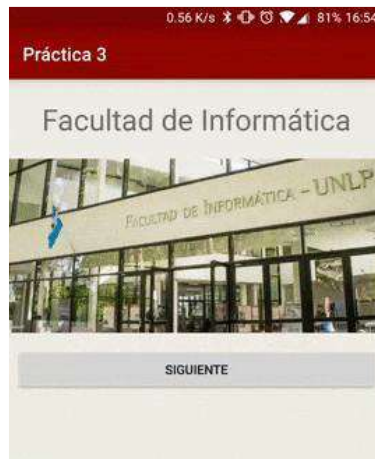 0.56 K/s 81% 16:54
Práctica 3
Facultad de Informática
FACULTAD DE INFORMÁTICA - UNLP
SIGUIENTE